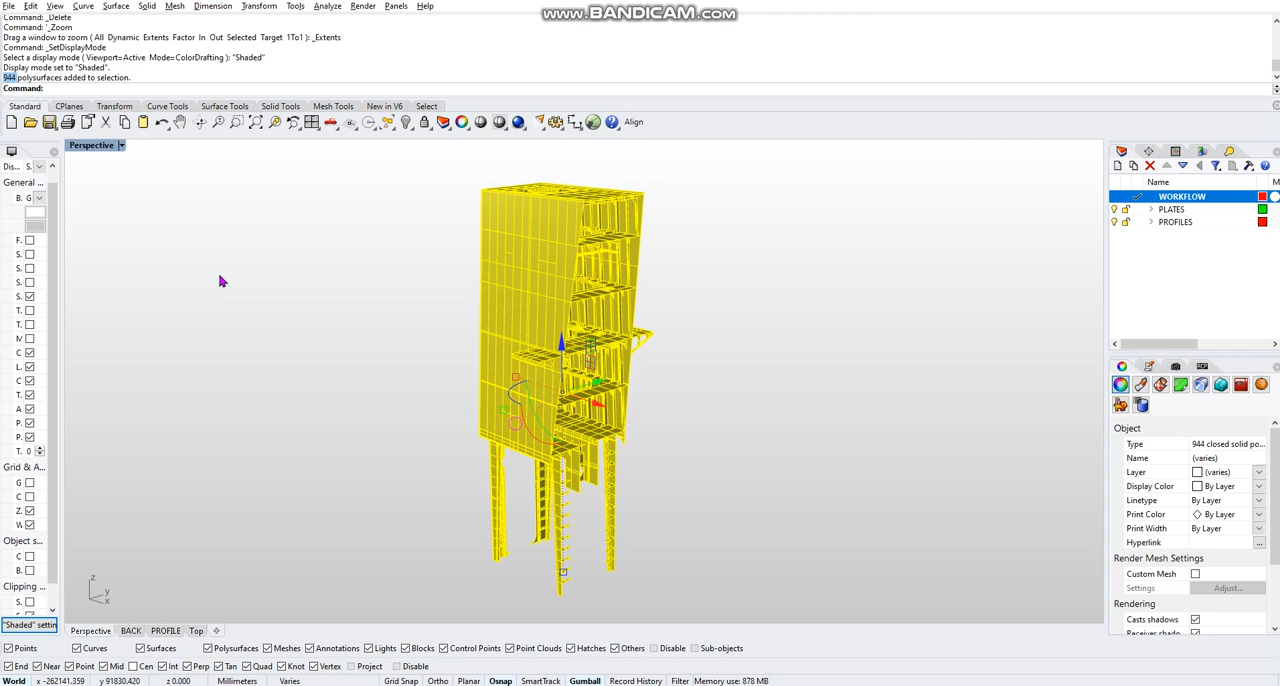 File Edit View Curve Surface Solid Mesh Dimension Transform Tools Analyze Render Panels Help
www.BANDICAM.com
Command: _Delete
Command: '_Zoom
Drag a window to zoom ( All Dynamic Extents Factor In Out Selected Target 1To1 ): _Extents
Command: _SetDisplayMode
Select a display mode ( Viewport=Active Mode=ColorDrafting ): "Shaded"
Display mode set to "Shaded".
944 polysurfaces added to selection.
Command:
Standard CPlanes Transform Curve Tools Surface Tools Solid Tools Mesh Tools New in V6 Select
Align
Perspective
Dis... S.
General ...
B. G
F.
S.
S.
S.
S.
T.
T.
M
C
L.
C
T.
A
P.
P.
T. 0
Grid & A
G
C
Z.
W
Object s
C
B.
Clipping
S.
"Shaded" settin
Name M
WORKFLOW
PLATES
PROFILES
Object
Type 944 closed solid po...
Name (varies)
Layer (varies)
Display Color By Layer
Linetype By Layer
Print Color By Layer
Print Width By Layer
Hyperlink ...
Render Mesh Settings
Custom Mesh
Settings Adjust...
Rendering
Casts shadows
Receiver shado
z
y
x
Perspective BACK PROFILE Top
Points Curves Surfaces Polysurfaces Meshes Annotations Lights Blocks Control Points Point Clouds Hatches Others Disable Sub-objects
End Near Point Mid Cen Int Perp Tan Quad Knot Vertex Project Disable
World x -262141.359 y 91830.420 z 0.000 Millimeters Varies Grid Snap Ortho Planar Osnap SmartTrack Gumball Record History Filter Memory use: 878 MB